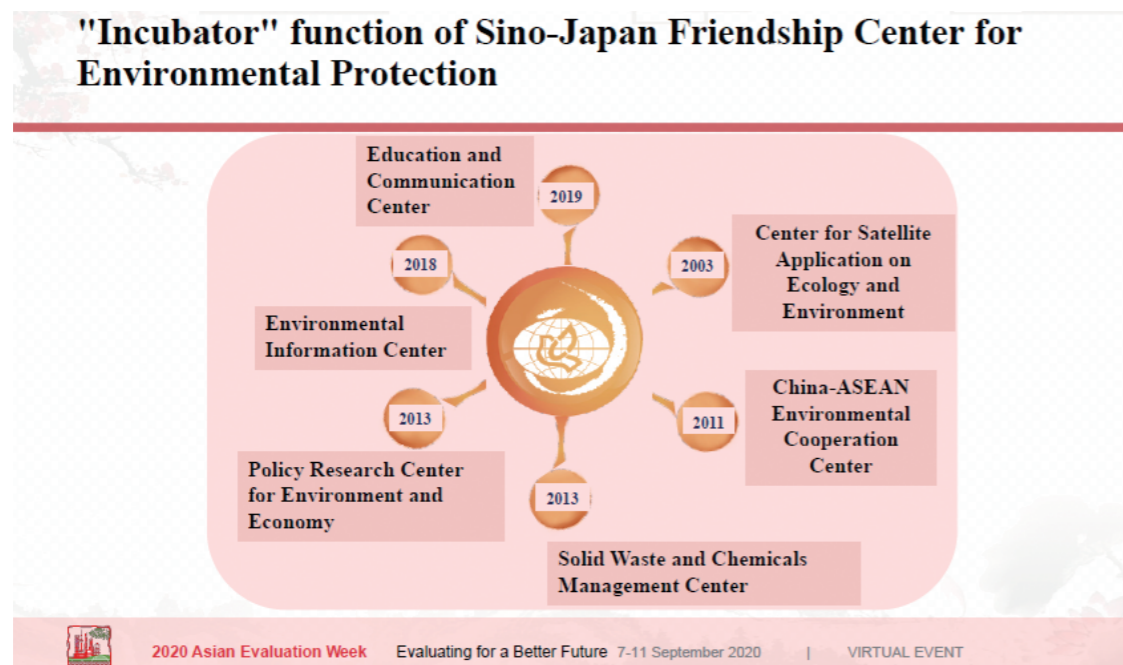 "Incubator" function of Sino-Japan Friendship Center for
Environmental Protection
Education and
Communication
Center
2019
2018
2003
Center for Satellite
Application on
Ecology and
Environment
Environmental
Information Center
2013
2011
China-ASEAN
Environmental
Cooperation
Center
Policy Research Center
for Environment and
Economy
2013
Solid Waste and Chemicals
Management Center
2020 Asian Evaluation Week Evaluating for a Better Future 7-11 September 2020 | VIRTUAL EVENT